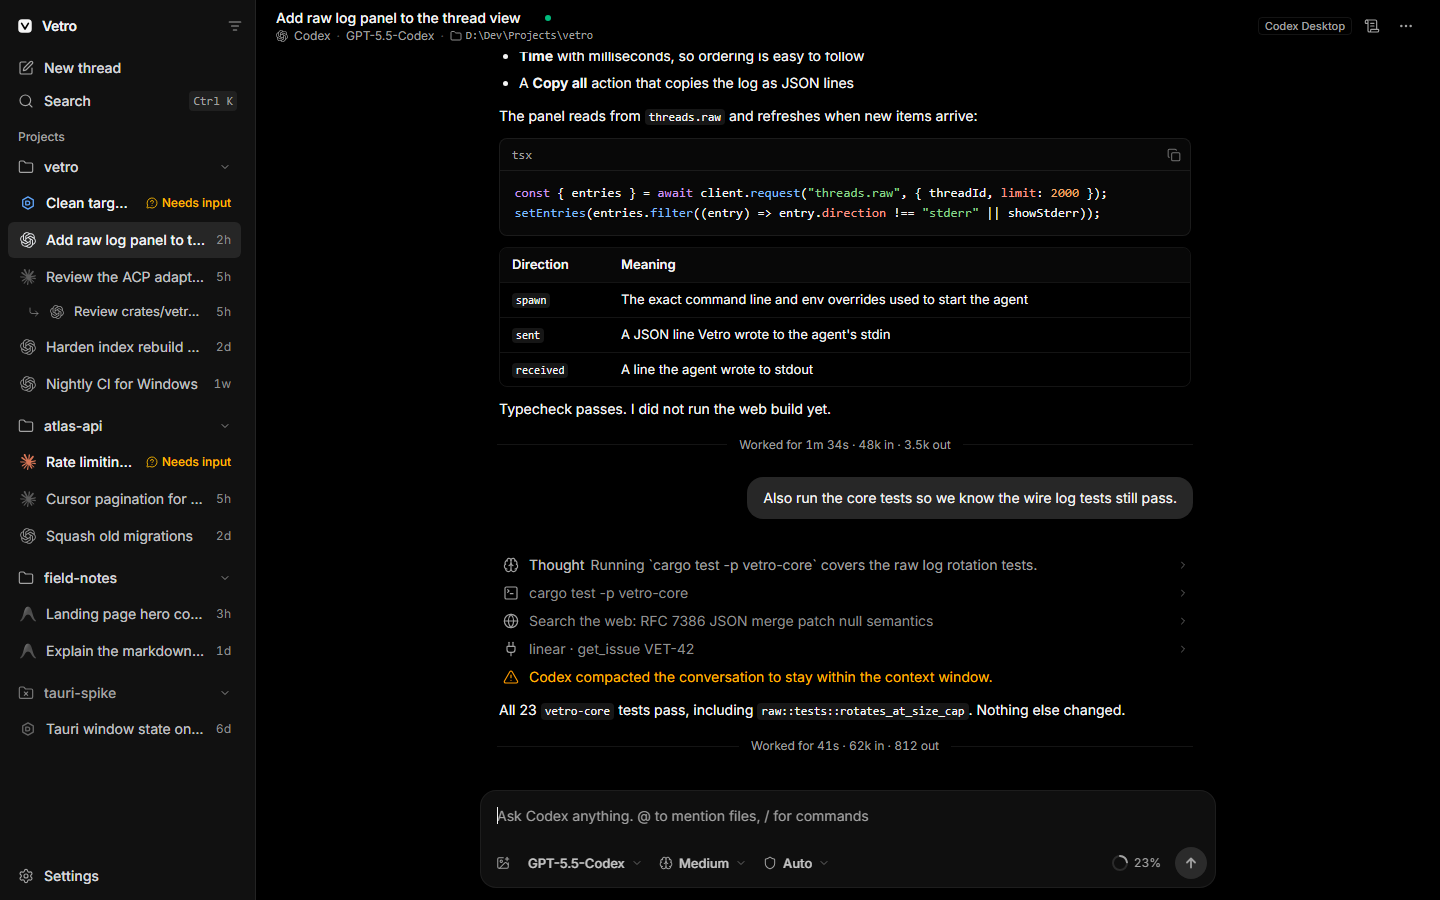 Vetro
New thread
Search
Ctrl K
Projects
vetro
Clean targ... Needs input
Add raw log panel to t... 2h
Review the ACP adapt... 5h
Review crates/vetr... 5h
Harden index rebuild ... 2d
Nightly CI for Windows 1w
atlas-api
Rate limitin... Needs input
Cursor pagination for ... 5h
Squash old migrations 2d
field-notes
Landing page hero co... 3h
Explain the markdown... 1d
tauri-spike
Tauri window state on... 6d
Settings
Add raw log panel to the thread view
Codex · GPT-5.5-Codex · D:\Dev\Projects\vetro
Codex Desktop
• Time with milliseconds, so ordering is easy to follow
• A Copy all action that copies the log as JSON lines
The panel reads from threads.raw and refreshes when new items arrive:
tsx
const { entries } = await client.request("threads.raw", { threadId, limit: 2000 });
setEntries(entries.filter((entry) => entry.direction !== "stderr" || showStderr));
Direction Meaning
spawn The exact command line and env overrides used to start the agent
sent A JSON line Vetro wrote to the agent's stdin
received A line the agent wrote to stdout
Typecheck passes. I did not run the web build yet.
Worked for 1m 34s · 48k in · 3.5k out
Also run the core tests so we know the wire log tests still pass.
Thought Running `cargo test -p vetro-core` covers the raw log rotation tests.
cargo test -p vetro-core
Search the web: RFC 7386 JSON merge patch null semantics
linear · get_issue VET-42
Codex compacted the conversation to stay within the context window.
All 23 vetro-core tests pass, including raw::tests::rotates_at_size_cap. Nothing else changed.
Worked for 41s · 62k in · 812 out
Ask Codex anything. @ to mention files, / for commands
GPT-5.5-Codex Medium Auto 23%